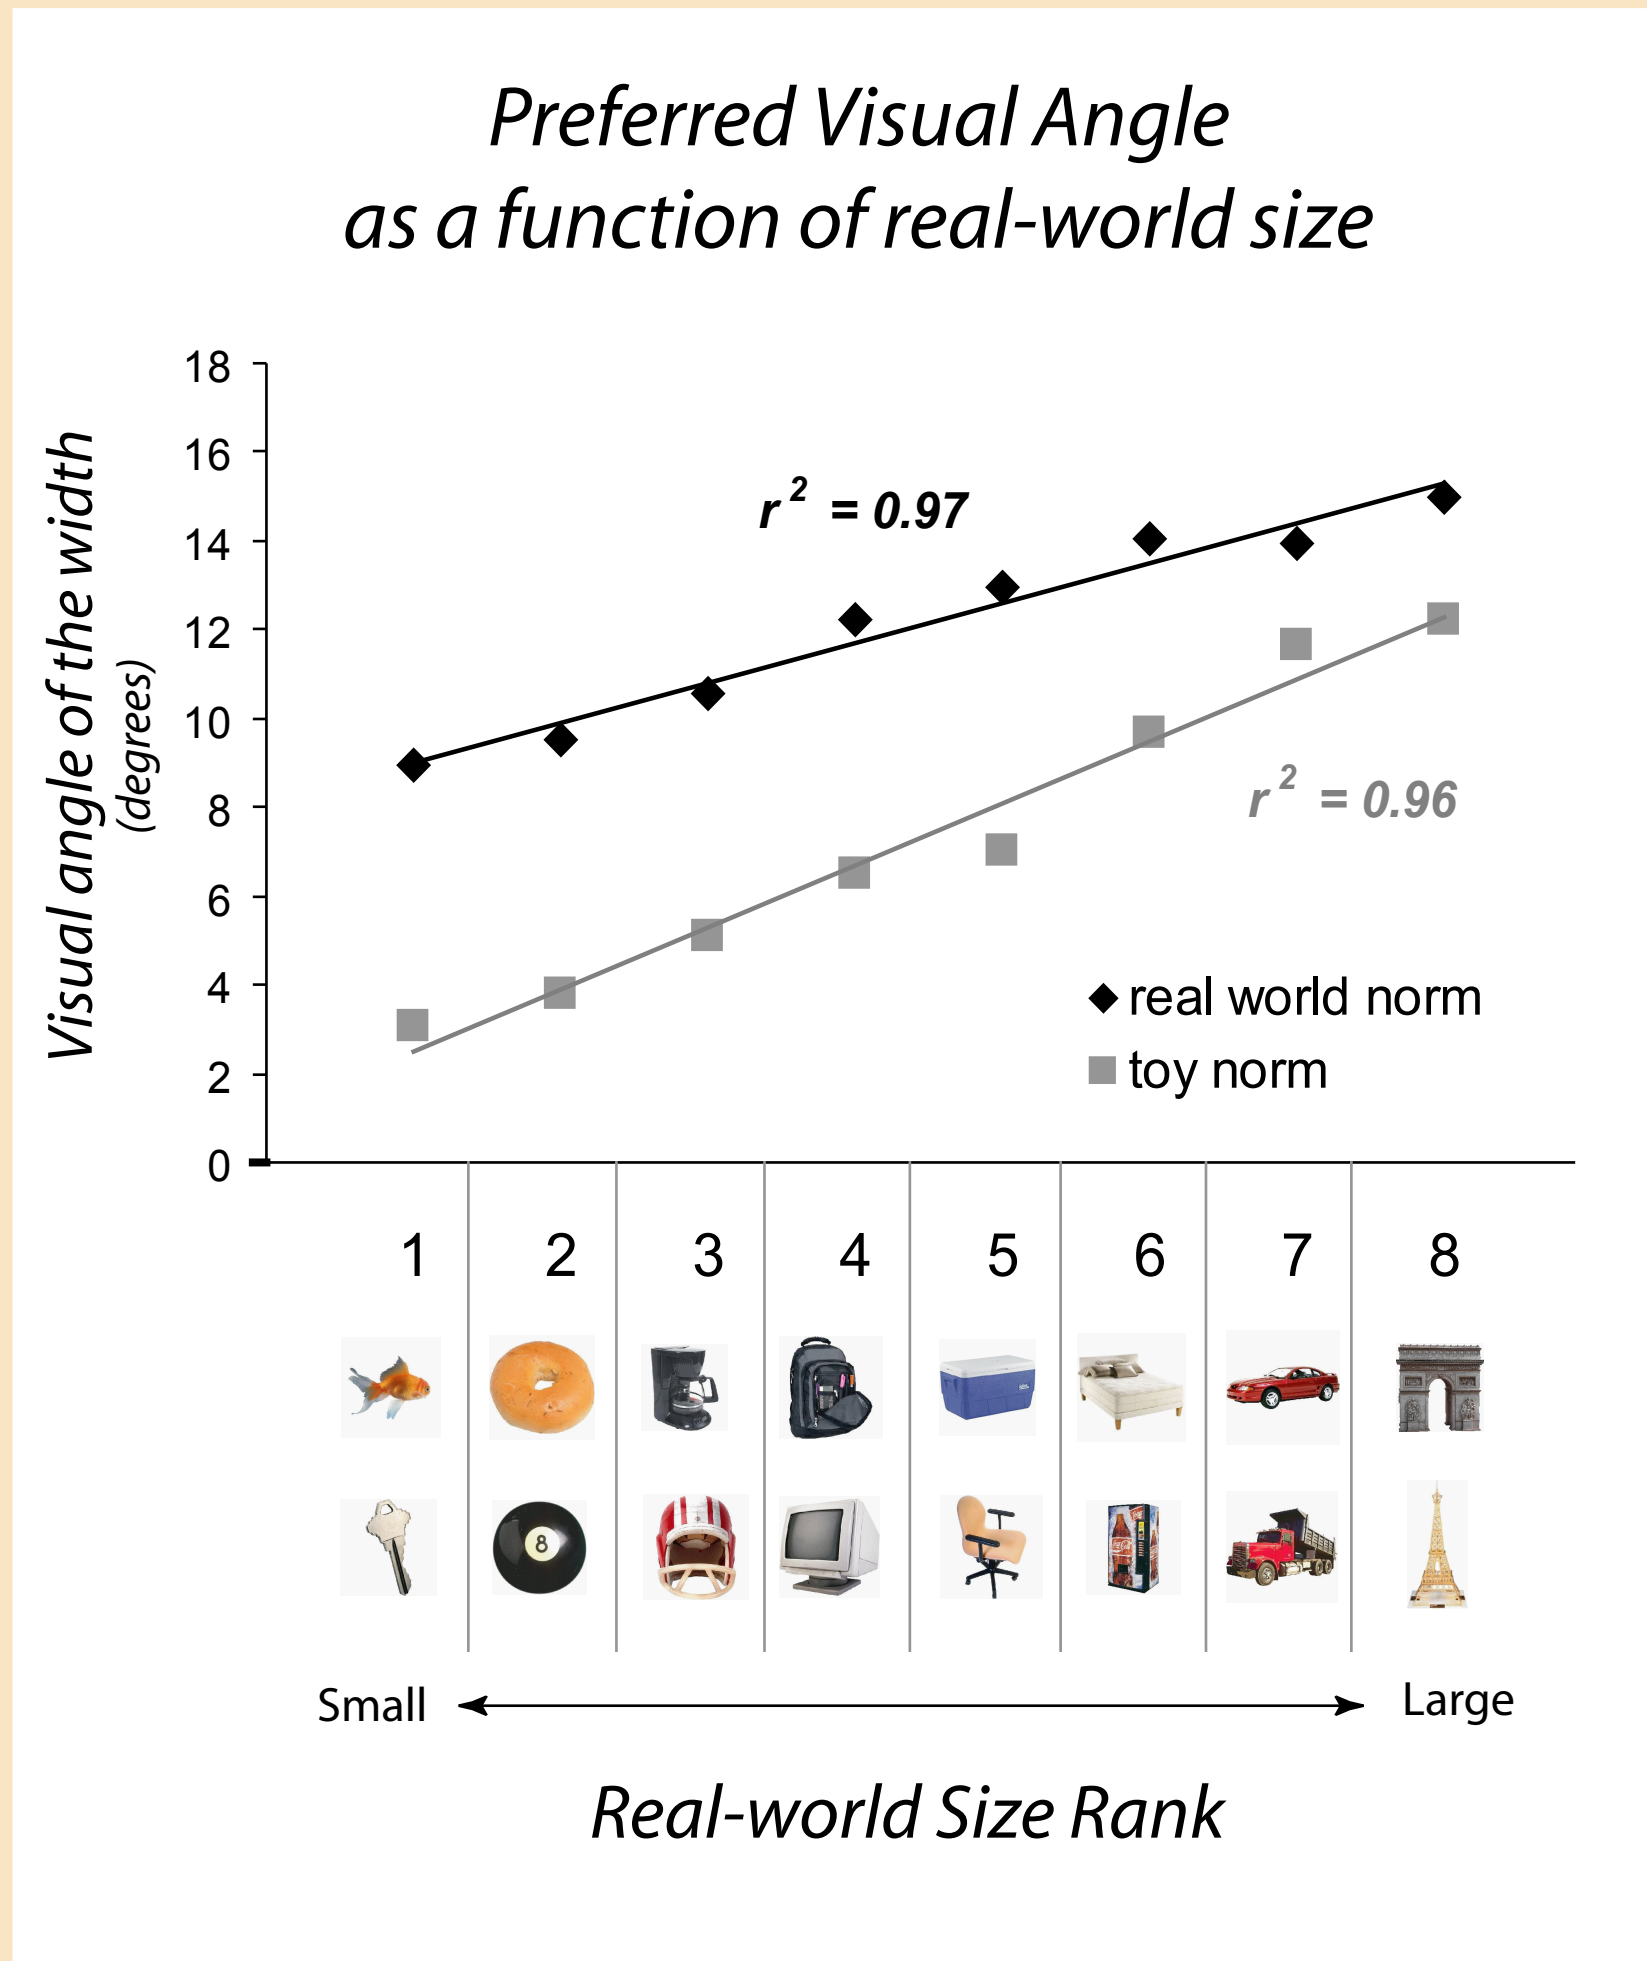 Preferred Visual Angle
as a function of real-world size
Visual angle of the width
(degrees)
18
16
14
12
10
8
6
4
2
0
r 2 = 0.97
r 2 = 0.96
real world norm
toy norm
1 2 3 4 5 6 7 8
8
Small Large
Real-world Size Rank